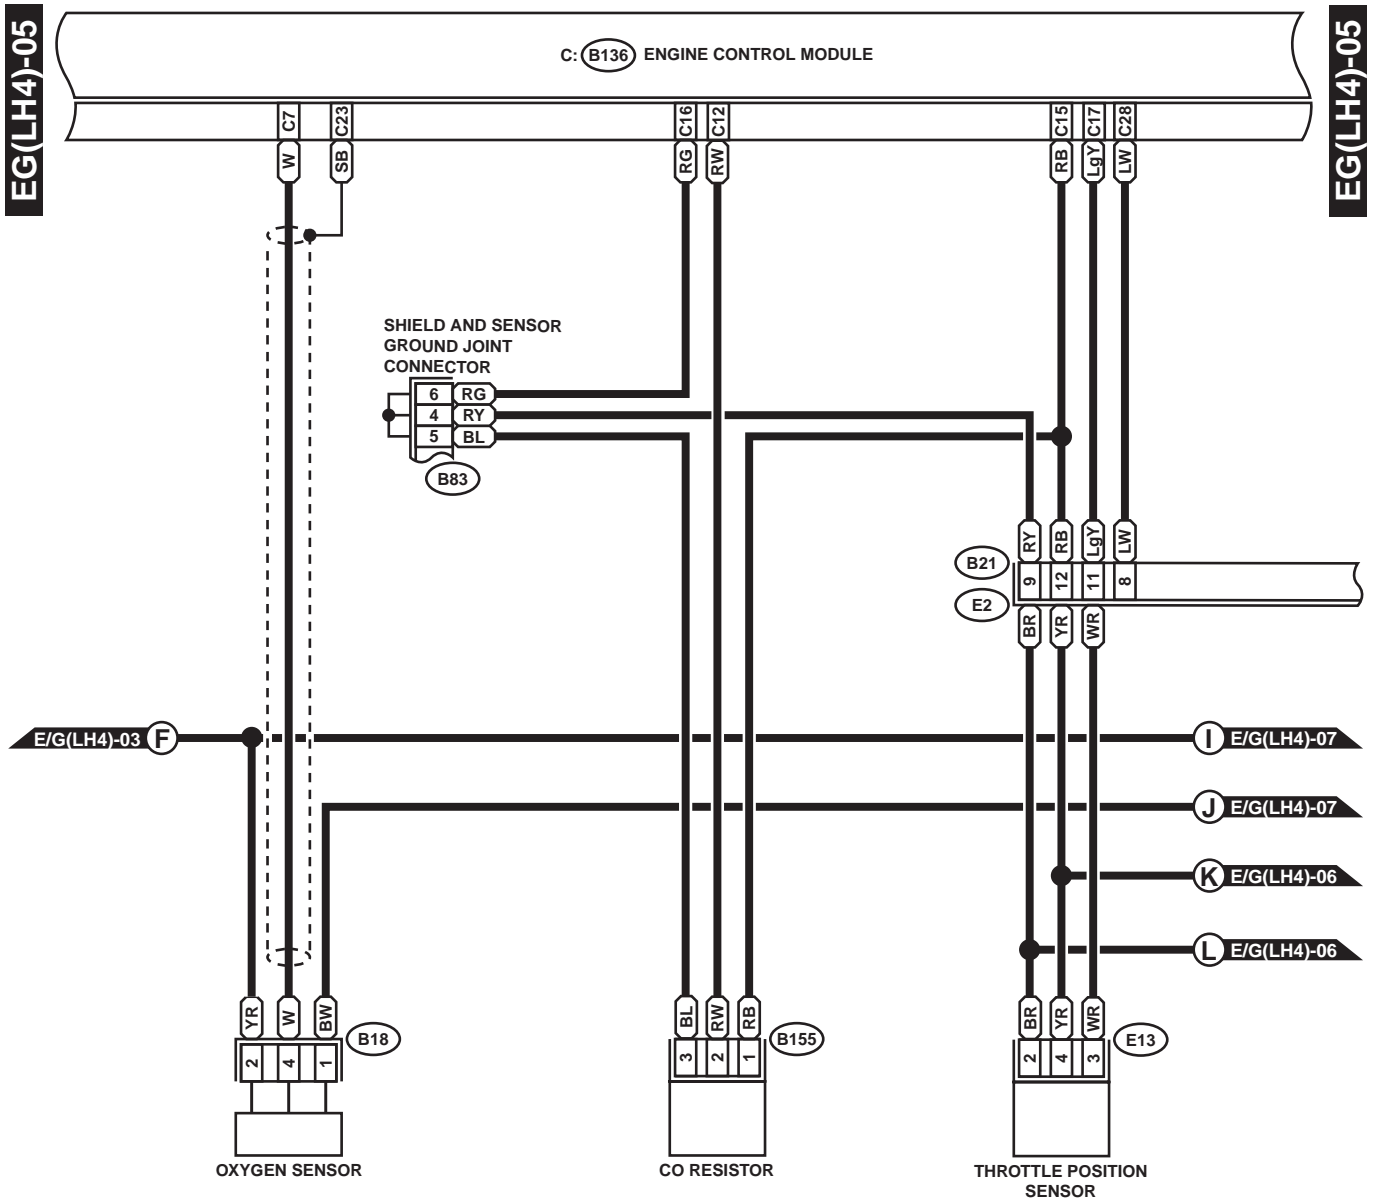 EG(LH4)-05
EG(LH4)-05
C: B136 ENGINE CONTROL MODULE
C7
C23
C16
C12
C15
C17
C28
W
SB
RG
RW
RB
LgY
LW
SHIELD AND SENSOR
GROUND JOINT
CONNECTOR
6 RG
4 RY
5 BL
B83
RY
RB
LgY
LW
B21
9
12
11
8
E2
BR
YR
WR
E/G(LH4)-03 F
I E/G(LH4)-07
J E/G(LH4)-07
K E/G(LH4)-06
L E/G(LH4)-06
YR
W
BW
B18
2
4
1
BL
RW
RB
B155
3
2
1
BR
YR
WR
E13
2
4
3
OXYGEN SENSOR
CO RESISTOR
THROTTLE POSITION
SENSOR